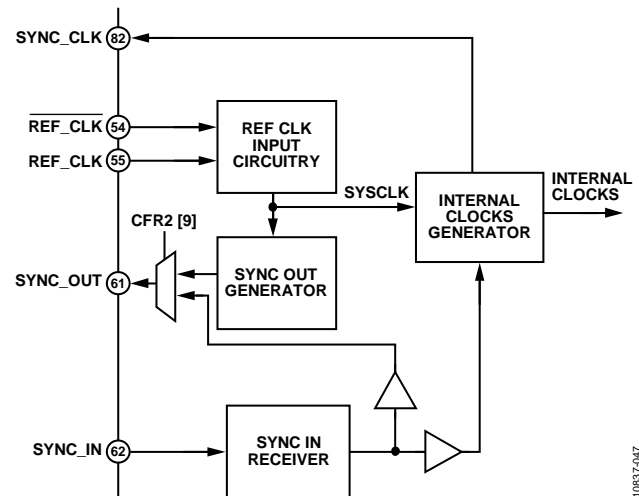 SYNC_CLK 82
REF_CLK 54
REF_CLK 55
REF CLK
INPUT
CIRCUITRY
SYSCLK
INTERNAL
CLOCKS
GENERATOR
INTERNAL
CLOCKS
CFR2 [9]
SYNC_OUT 61
SYNC OUT
GENERATOR
SYNC_IN 62
SYNC IN
RECEIVER
10837-047